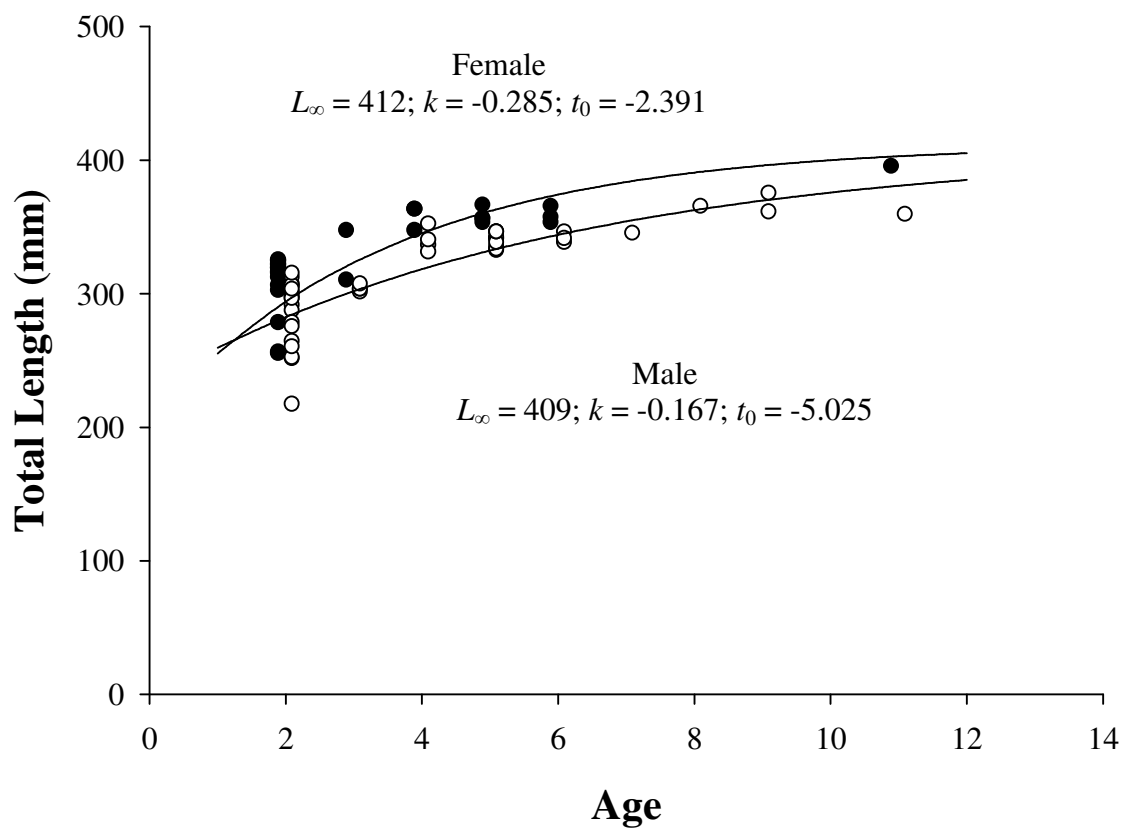 500
Female
L∞ = 412; k = -0.285; t0 = -2.391
400
300
Male
L∞ = 409; k = -0.167; t0 = -5.025
200
100
0
Total Length (mm)
0 2 4 6 8 10 12 14
Age